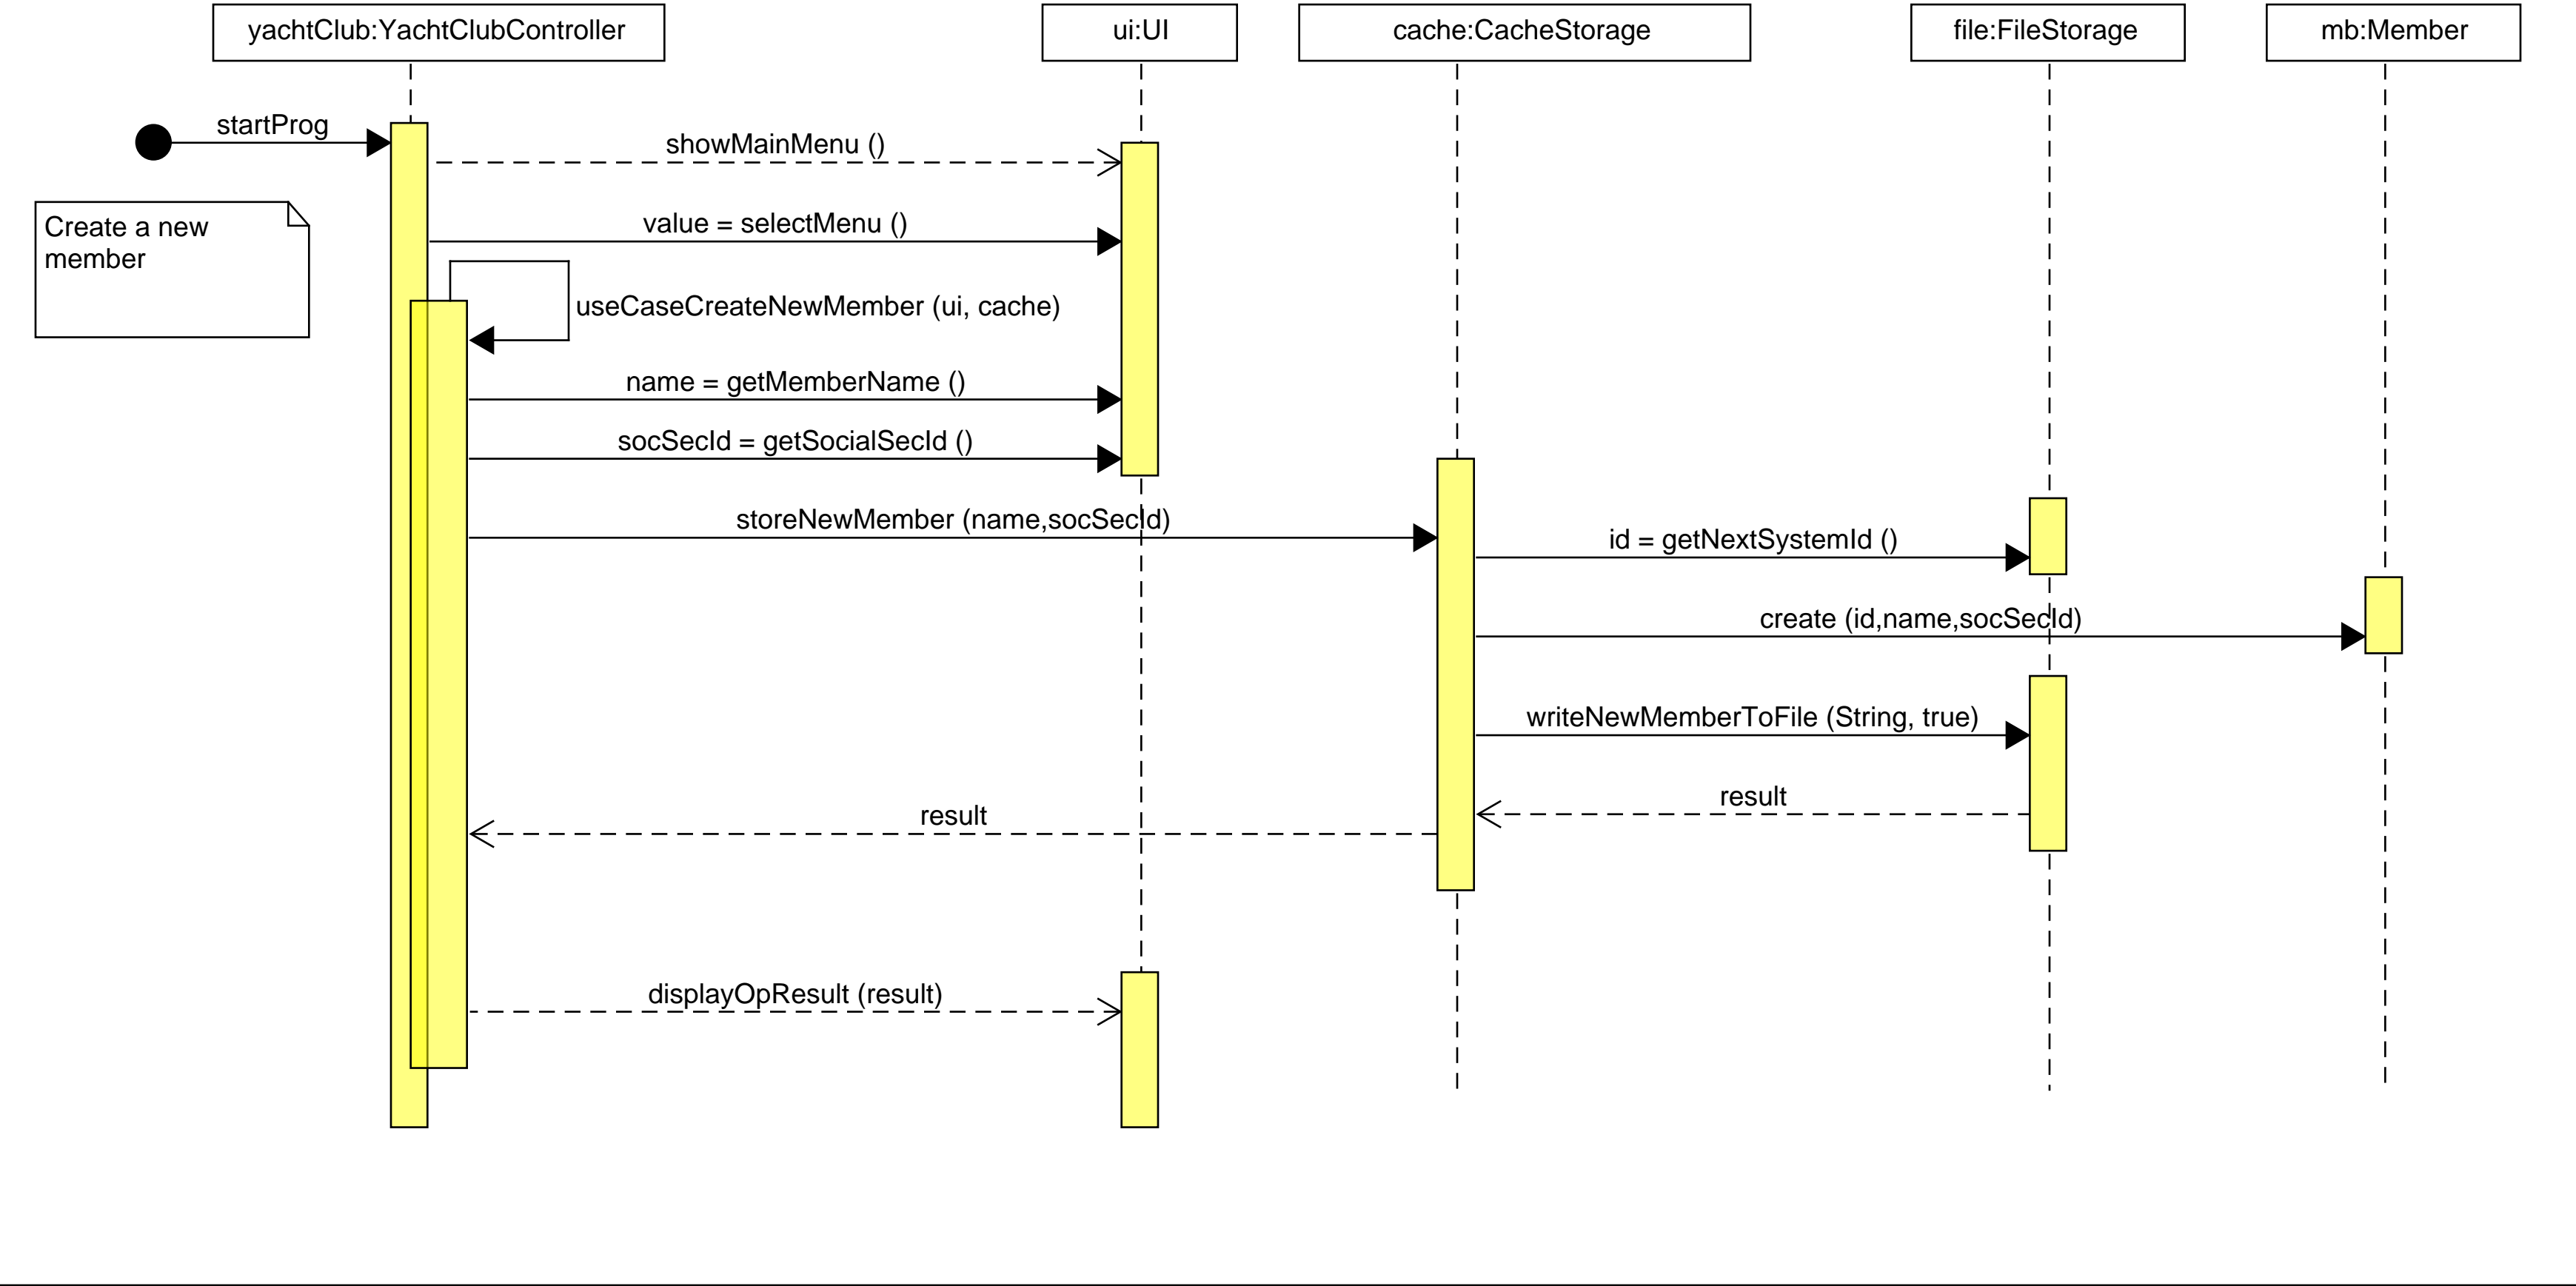 yachtClub:YachtClubController
ui:UI
cache:CacheStorage
file:FileStorage
mb:Member
startProg
showMainMenu ()
Create a new
member
value = selectMenu ()
useCaseCreateNewMember (ui, cache)
name = getMemberName ()
socSecId = getSocialSecId ()
storeNewMember (name,socSecId)
id = getNextSystemId ()
create (id,name,socSecId)
writeNewMemberToFile (String, true)
result
result
displayOpResult (result)